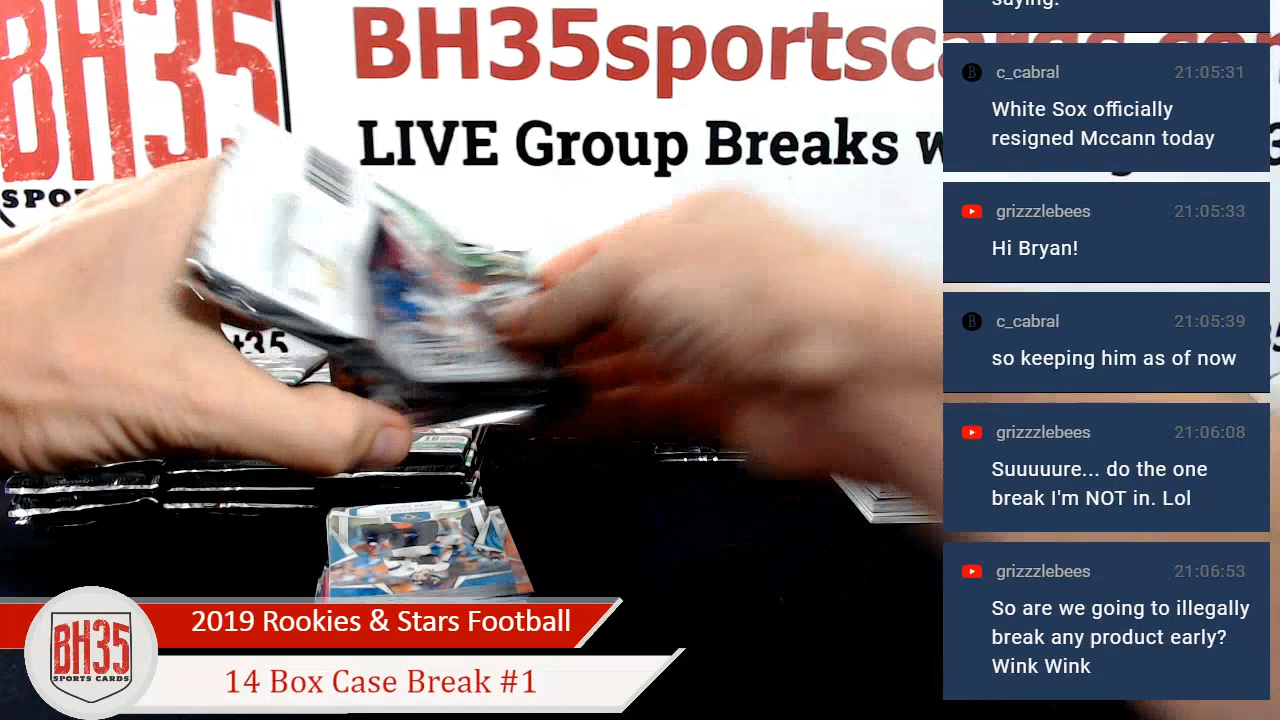 BH35
SPO
BH35sportsca
LIVE Group Breaks w
saying.
c_cabral 21:05:31
White Sox officially
resigned Mccann today
grizzzlebees 21:05:33
Hi Bryan!
c_cabral 21:05:39
so keeping him as of now
grizzzlebees 21:06:08
Suuuuure... do the one
break I'm NOT in. Lol
grizzzlebees 21:06:53
So are we going to illegally
break any product early?
Wink Wink
BH35
SPORTS CARDS
2019 Rookies & Stars Football
14 Box Case Break #1